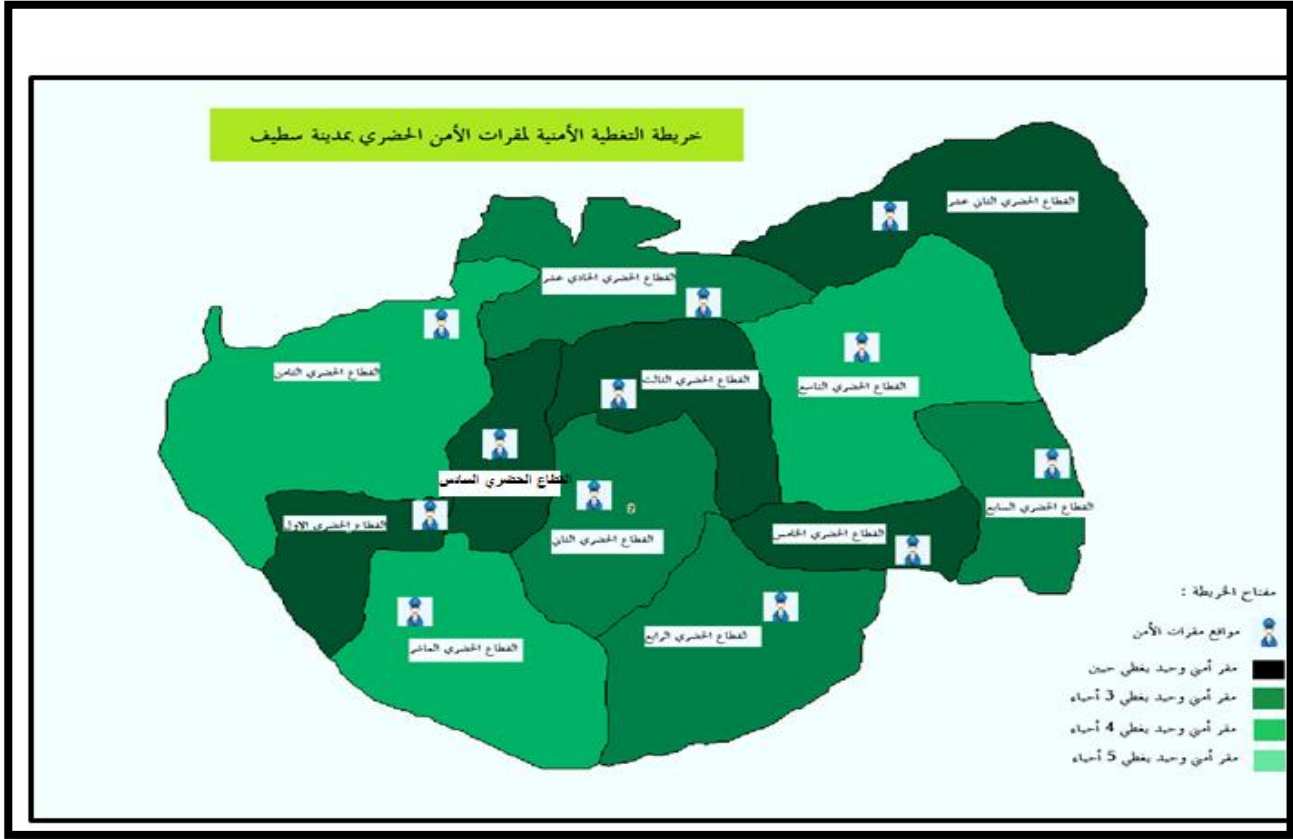 خريطة التغطية الأمنية لمقرات الأمن الحضري بمدينة سطيف
القطاع الحضري الثاني عشر
القطاع الحضري الحادي عشر
القطاع الحضري الثامن
القطاع الحضري الثالث
القطاع الحضري التاسع
القطاع الحضري السادس
القطاع الحضري السابع
القطاع الحضري الاول
2
القطاع الحضري الثاني
القطاع الحضري الخامس
القطاع الحضري الرابع
القطاع الحضري العاشر
مفتاح الخريطة :
مواقع مقرات الأمن
مقر أمني وحيد يغطي حيين
مقر أمني وحيد يغطي 3 أحياء
مقر أمني وحيد يغطي 4 أحياء
مقر أمني وحيد يغطي 5 أحياء